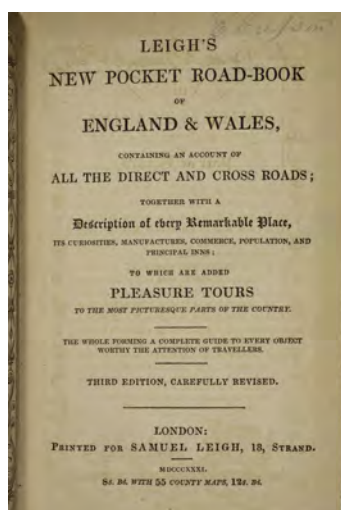 LEIGH'S
NEW POCKET ROAD-BOOK
OF
ENGLAND & WALES,
CONTAINING AN ACCOUNT OF
ALL THE DIRECT AND CROSS ROADS;
TOGETHER WITH A
Description of every Remarkable Place,
ITS CURIOSITIES, MANUFACTURES, COMMERCE, POPULATION, AND
PRINCIPAL INNS;
TO WHICH ARE ADDED
PLEASURE TOURS
TO THE MOST PICTURESQUE PARTS OF THE COUNTRY.
THE WHOLE FORMING A COMPLETE GUIDE TO EVERY OBJECT
WORTHY THE ATTENTION OF TRAVELLERS.
THIRD EDITION, CAREFULLY REVISED.
LONDON:
PRINTED FOR SAMUEL LEIGH, 18, STRAND.
MDCCCXXXI.
8s. Bd. WITH 55 COUNTY MAPS, 12s. Bd.